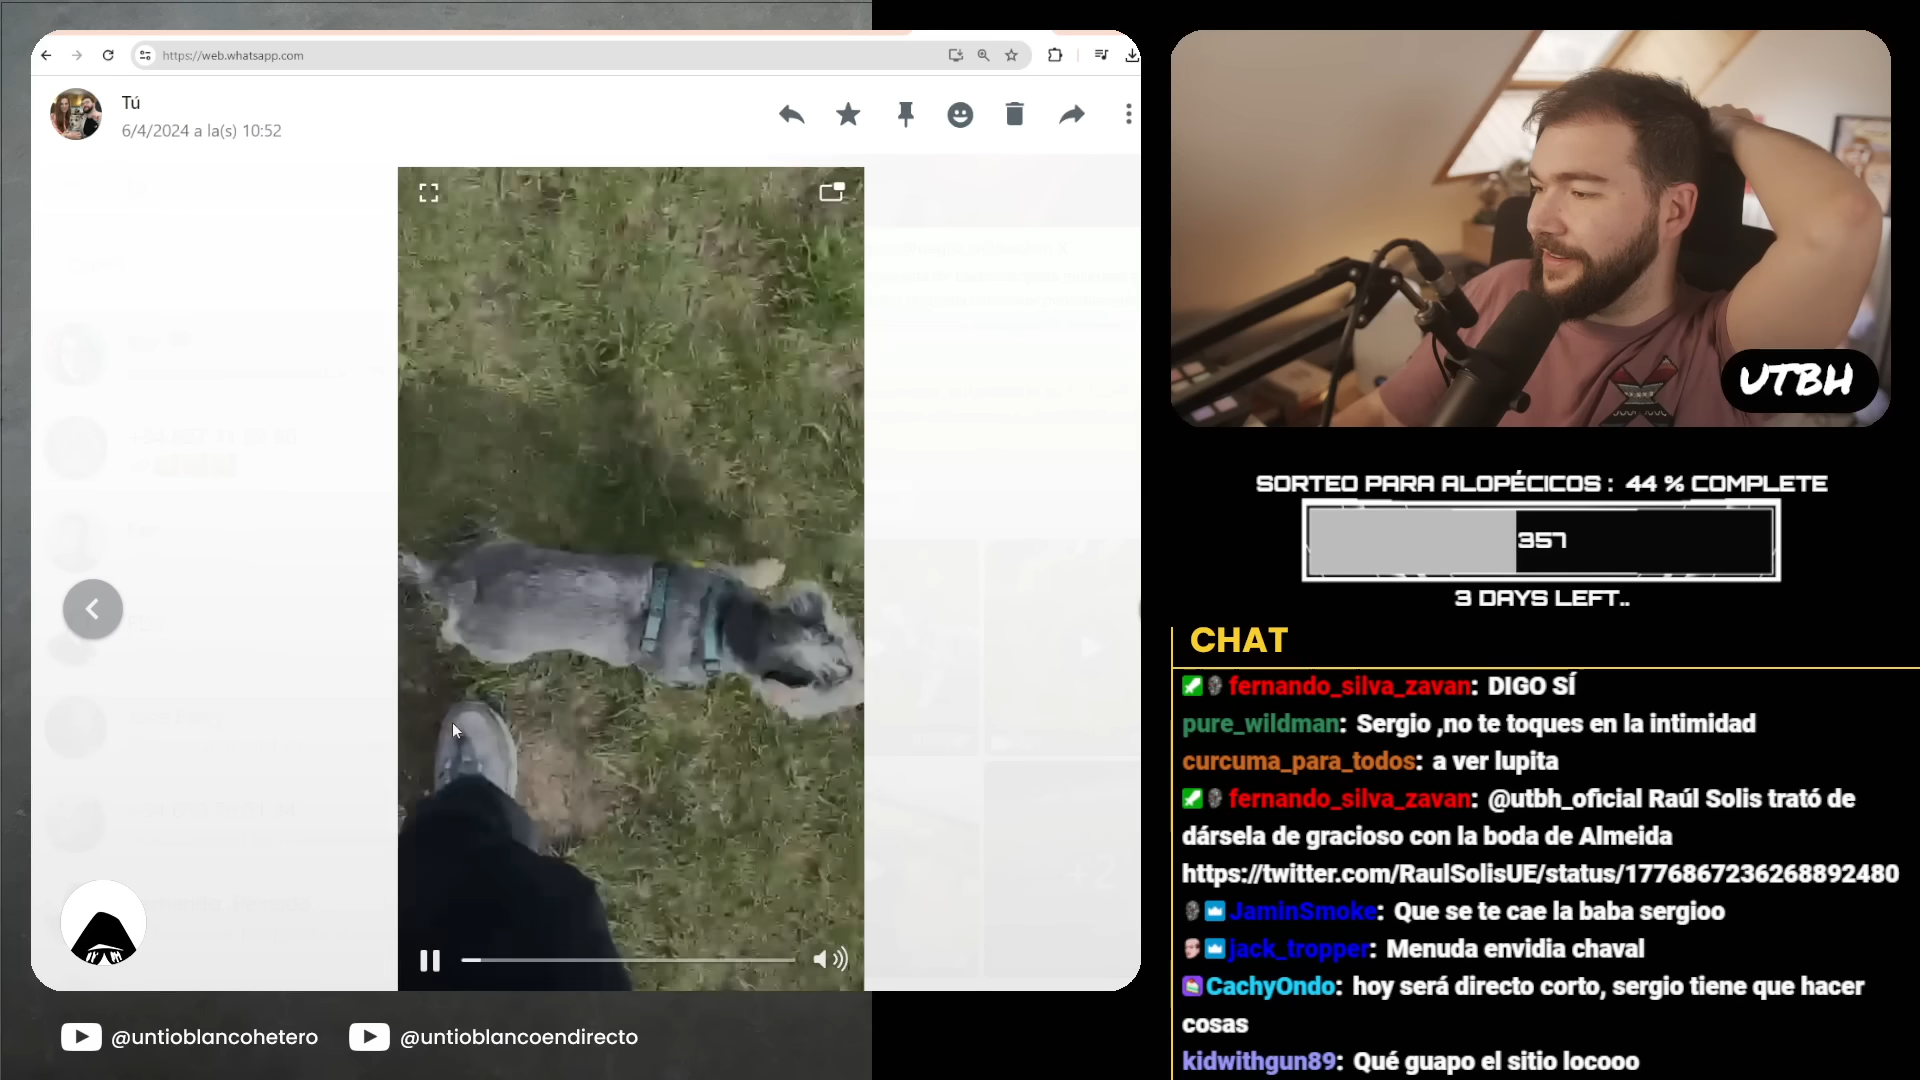 https://web.whatsapp.com
Tú
6/4/2024 a la(s) 10:52
UTBH
SORTEO PARA ALOPÉCICOS : 44 % COMPLETE
357
3 DAYS LEFT..
CHAT
fernando_silva_zavan: DIGO SÍ
pure_wildman: Sergio ,no te toques en la intimidad
curcuma_para_todos: a ver lupita
fernando_silva_zavan: @utbh_oficial Raúl Solis trató de
dársela de gracioso con la boda de Almeida
https://twitter.com/RaulSolisUE/status/1776867236268892480
JaminSmoke: Que se te cae la baba sergioo
jack_tropper: Menuda envidia chaval
CachyOndo: hoy será directo corto, sergio tiene que hacer
cosas
kidwithgun89: Qué guapo el sitio locooo
@untioblancohetero
@untioblancoendirecto